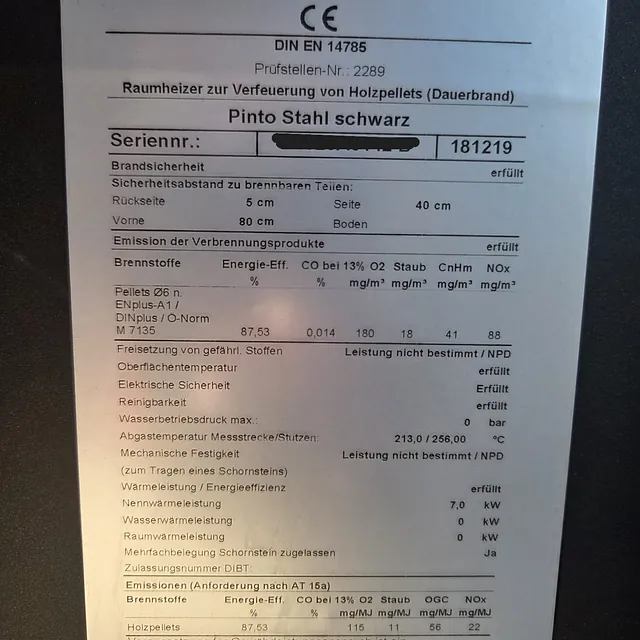 CE
DIN EN 14785
Prüfstellen-Nr.: 2289
Raumheizer zur Verfeuerung von Holzpellets (Dauerbrand)
Pinto Stahl schwarz
Seriennr.: 181219
Brandsicherheit erfüllt
Sicherheitsabstand zu brennbaren Teilen:
Rückseite 5 cm Seite 40 cm
Vorne 80 cm Boden
Emission der Verbrennungsprodukte erfüllt
Brennstoffe Energie-Eff. CO bei 13% O2 Staub CnHm NOx
% % mg/m³ mg/m³ mg/m³ mg/m³
Pellets Ø6 n.
ENplus-A1 /
DINplus / Ö-Norm
M 7135 87,53 0,014 180 18 41 88
Freisetzung von gefährl. Stoffen Leistung nicht bestimmt / NPD
Oberflächentemperatur erfüllt
Elektrische Sicherheit Erfüllt
Reinigbarkeit erfüllt
Wasserbetriebsdruck max.: 0 bar
Abgastemperatur Messstrecke/Stutzen: 213,0 / 256,00 °C
Mechanische Festigkeit Leistung nicht bestimmt / NPD
(zum Tragen eines Schornsteins)
Wärmeleistung / Energieeffizienz erfüllt
Nennwärmeleistung 7,0 kW
Wasserwärmeleistung 0 kW
Raumwärmeleistung 0 kW
Mehrfachbelegung Schornstein zugelassen Ja
Zulassungsnummer DIBT:
Emissionen (Anforderung nach AT 15a)
Brennstoffe Energie-Eff. CO bei 13% O2 Staub OGC NOx
% % mg/MJ mg/MJ mg/MJ mg/MJ
Holzpellets 87,53 115 11 56 22